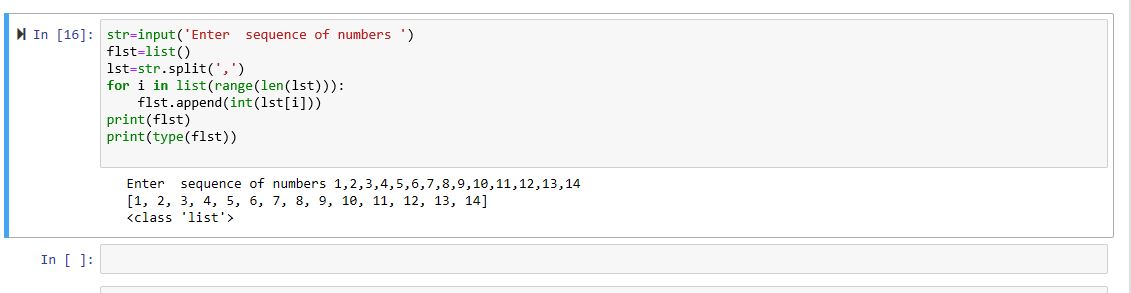 In [16]: str=input('Enter  sequence of numbers ')
flst=list()
lst=str.split(',')
for i in list(range(len(lst))):
    flst.append(int(lst[i]))
print(flst)
print(type(flst))
Enter  sequence of numbers 1,2,3,4,5,6,7,8,9,10,11,12,13,14
[1, 2, 3, 4, 5, 6, 7, 8, 9, 10, 11, 12, 13, 14]
<class 'list'>
In [ ]: